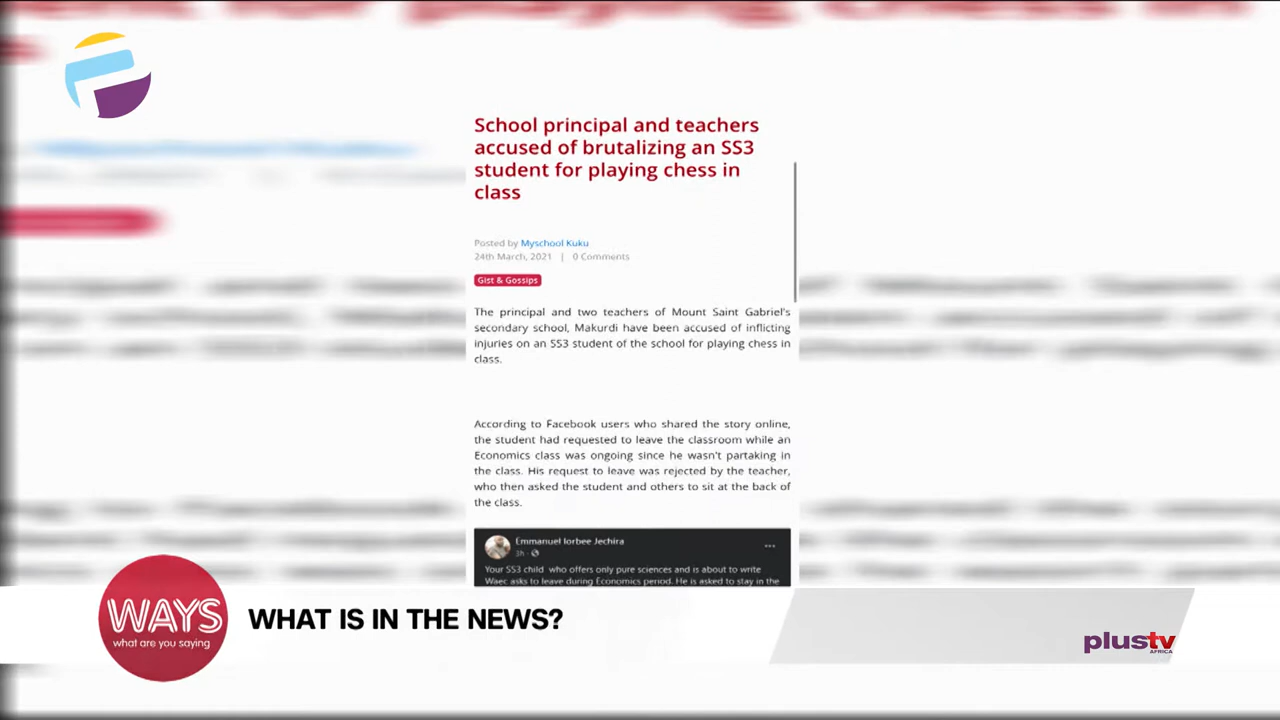 School principal and teachers
accused of brutalizing an SS3
student for playing chess in
class
Posted by Myschool Kuku
24th March, 2021 | 0 Comments
Gist & Gossips
The principal and two teachers of Mount Saint Gabriel's
secondary school, Makurdi have been accused of inflicting
injuries on an SS3 student of the school for playing chess in
class.
According to Facebook users who shared the story online,
the student had requested to leave the classroom while an
Economics class was ongoing since he wasn't partaking in
the class. His request to leave was rejected by the teacher,
who then asked the student and others to sit at the back of
the class.
Emmanuel Iorbee Jechira
3h ·
Your SS3 child who offers only pure sciences and is about to write
Waec asks to leave during Economics period. He is asked to stay in the
WAYS
what are you saying
WHAT IS IN THE NEWS?
plustv
AFRICA